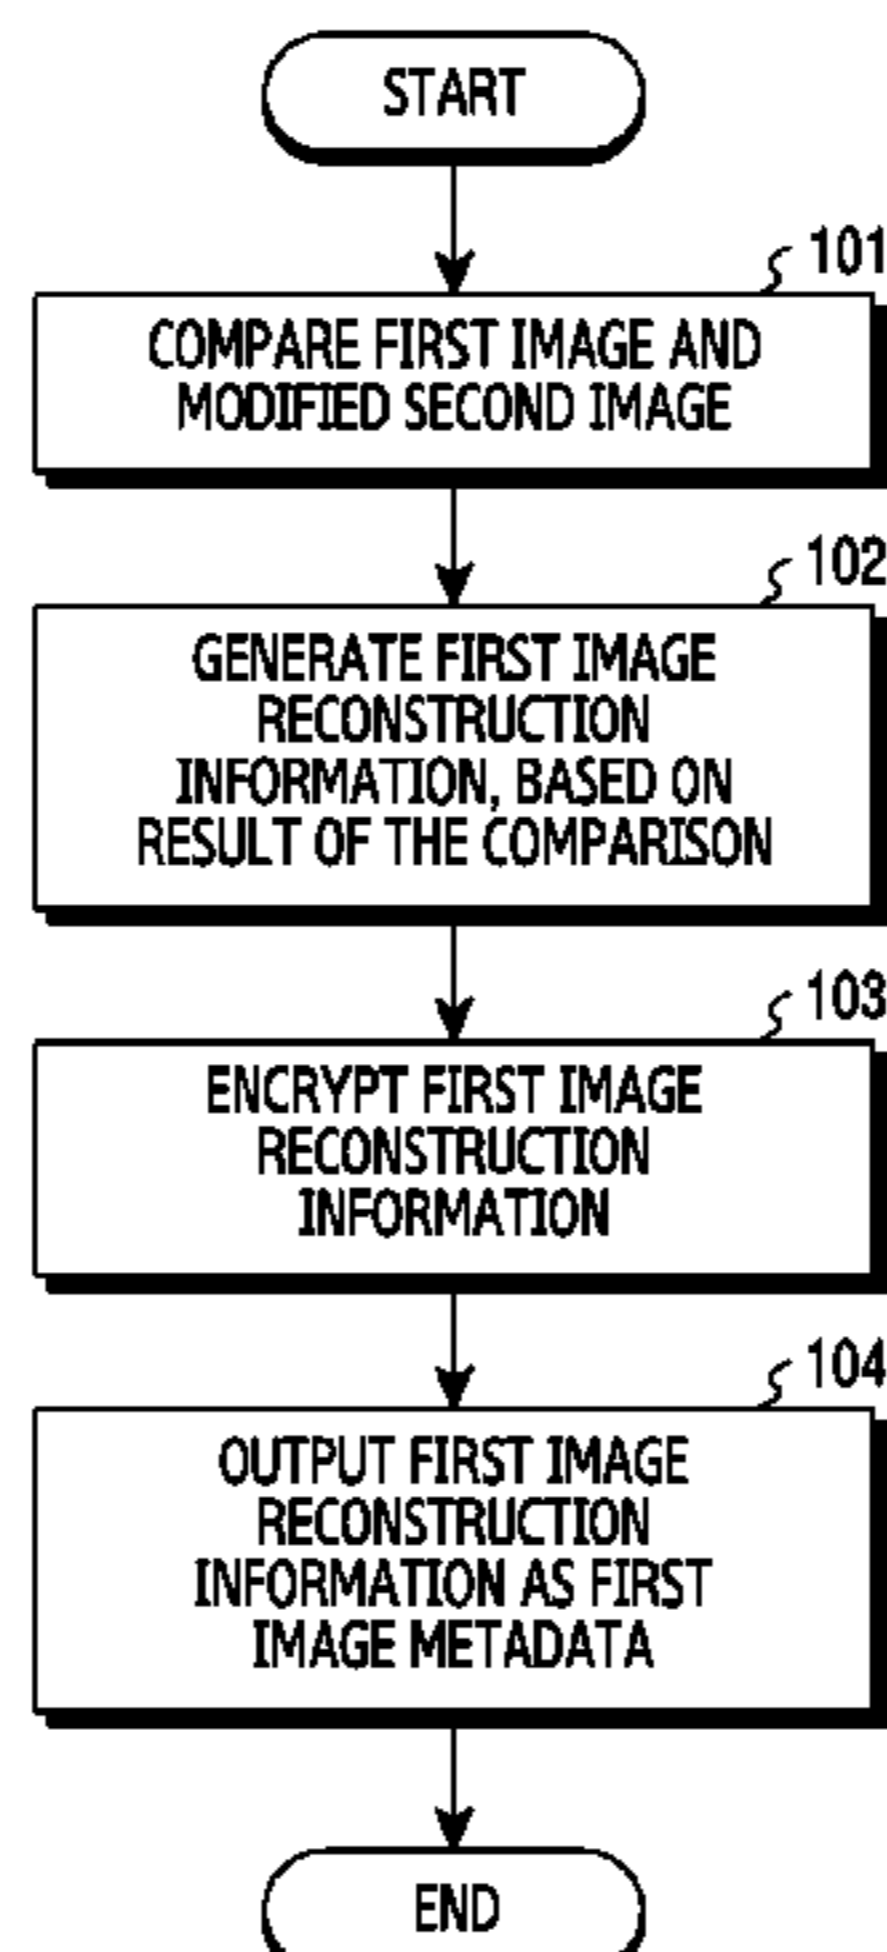 START
101
COMPARE FIRST IMAGE AND
MODIFIED SECOND IMAGE
102
GENERATE FIRST IMAGE
RECONSTRUCTION
INFORMATION, BASED ON
RESULT OF THE COMPARISON
103
ENCRYPT FIRST IMAGE
RECONSTRUCTION
INFORMATION
104
OUTPUT FIRST IMAGE
RECONSTRUCTION
INFORMATION AS FIRST
IMAGE METADATA
END